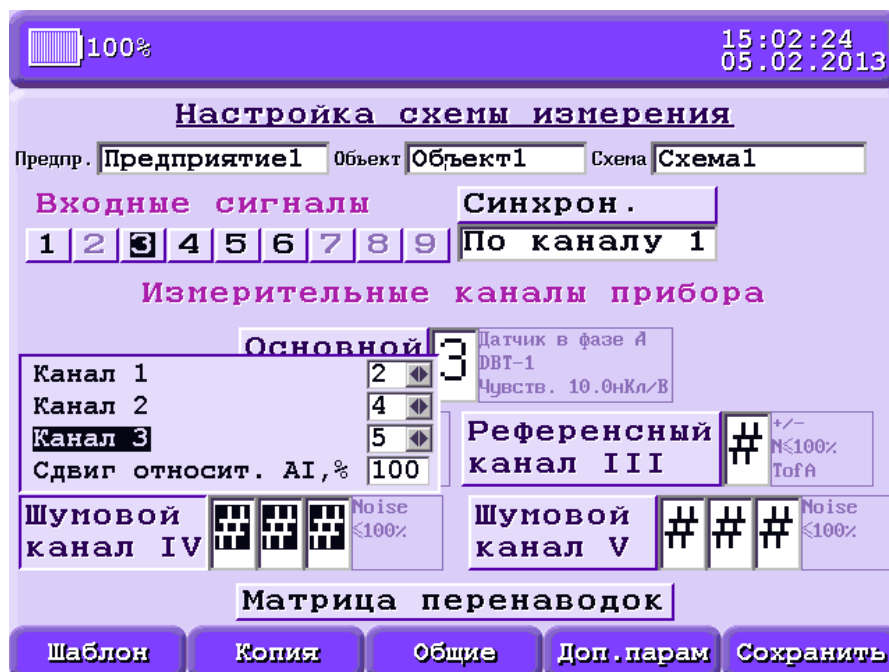 100%
15:02:24
05.02.2013
Настройка схемы измерения
Предпр. Предприятие1 Объект Объект1 Схема Схема1
Входные сигналы
Синхрон.
1 2 3 4 5 6 7 8 9
По каналу 1
Измерительные каналы прибора
Основной 3
Датчик в фазе А
DBT-1
Чувств. 10.0нКл/В
Канал 1 2
Канал 2 4
Канал 3 5
Сдвиг относит. AI,% 100
Референсный
канал III
#
+/-
N≤100%
TofA
Шумовой
канал IV
# # #
Noise
≤100%
Шумовой
канал V
# # #
Noise
≤100%
Матрица перенаводок
Шаблон Копия Общие Доп.парам Сохранить